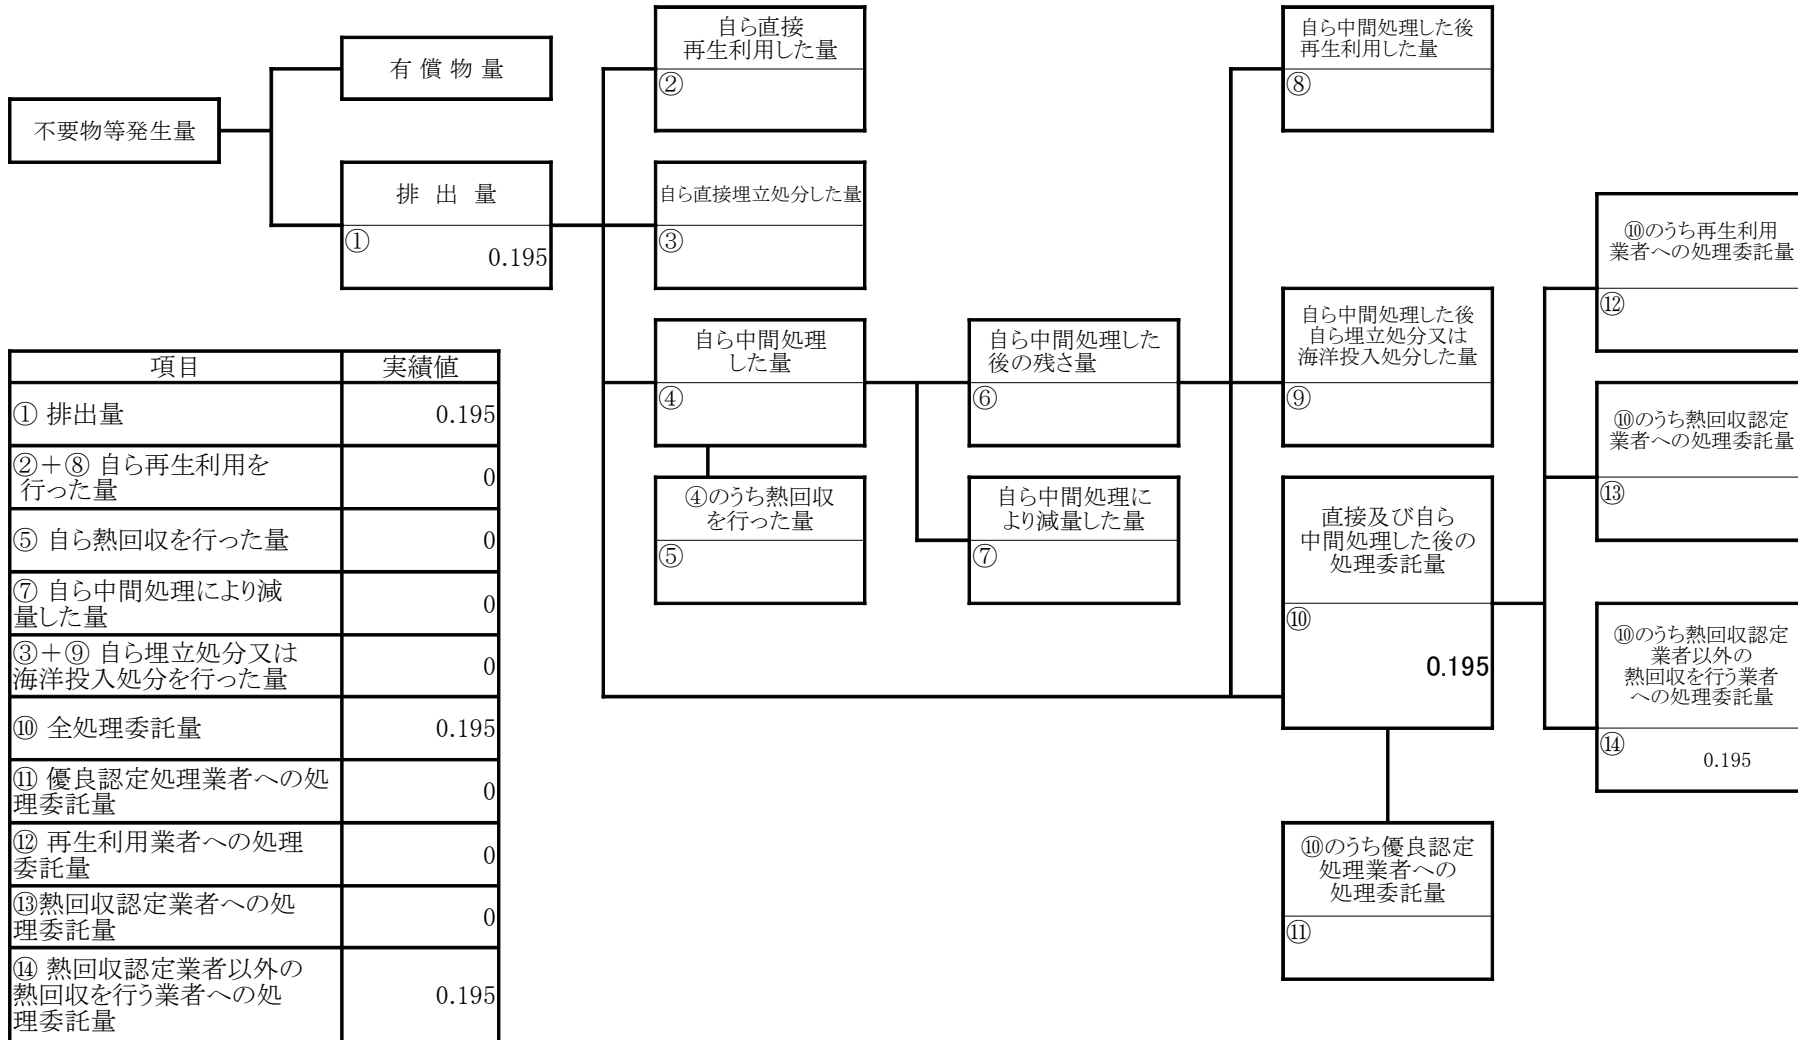 不要物等発生量
有 償 物 量
排 出 量
①
0.195
自ら直接
再生利用した量
②
自ら直接埋立処分した量
③
自ら中間処理
した量
④
④のうち熱回収
を行った量
⑤
自ら中間処理した
後の残さ量
⑥
自ら中間処理に
より減量した量
⑦
自ら中間処理した後
再生利用した量
⑧
自ら中間処理した後
自ら埋立処分又は
海洋投入処分した量
⑨
直接及び自ら
中間処理した後の
処理委託量
⑩
0.195
⑩のうち優良認定
処理業者への
処理委託量
⑪
⑩のうち再生利用
業者への処理委託量
⑫
⑩のうち熱回収認定
業者への処理委託量
⑬
⑩のうち熱回収認定
業者以外の
熱回収を行う業者
への処理委託量
⑭
0.195
項目 実績値
① 排出量 0.195
②＋⑧ 自ら再生利用を
行った量 0
⑤ 自ら熱回収を行った量 0
⑦ 自ら中間処理により減
量した量 0
③＋⑨ 自ら埋立処分又は
海洋投入処分を行った量 0
⑩ 全処理委託量 0.195
⑪ 優良認定処理業者への処
理委託量 0
⑫ 再生利用業者への処理
委託量 0
⑬熱回収認定業者への処
理委託量 0
⑭ 熱回収認定業者以外の
熱回収を行う業者への処
理委託量 0.195